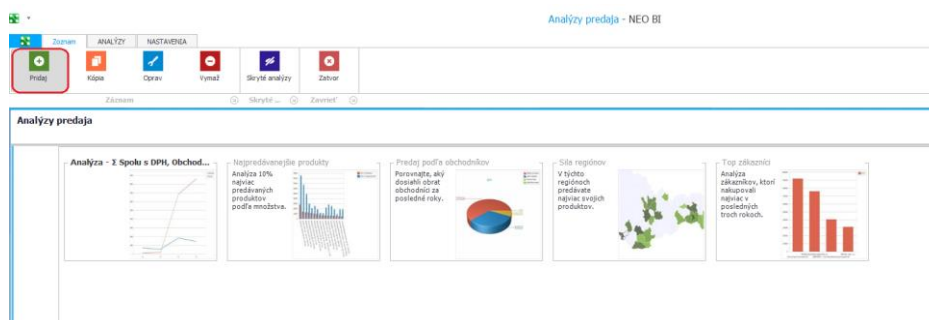 Analýzy predaja - NEO BI
Zoznam ANALÝZY NASTAVENIA
Pridaj Kópia Oprav Vymaž Skryté analýzy Zatvor
Záznam Skryté ... Zavrieť
Analýzy predaja
Analýza - Σ Spolu s DPH, Obchod...
Najpredávanejšie produkty
Analýza 10%
najviac
predávaných
produktov
podľa množstva.
Predaj podľa obchodníkov
Porovnajte, aký
dosiahli obrat
obchodníci za
posledné roky.
Sila regiónov
V týchto
regiónoch
predávate
najviac svojich
produktov.
Top zákazníci
Analýza
zákazníkov, ktorí
nakupovali
najviac v
posledných
troch rokoch.